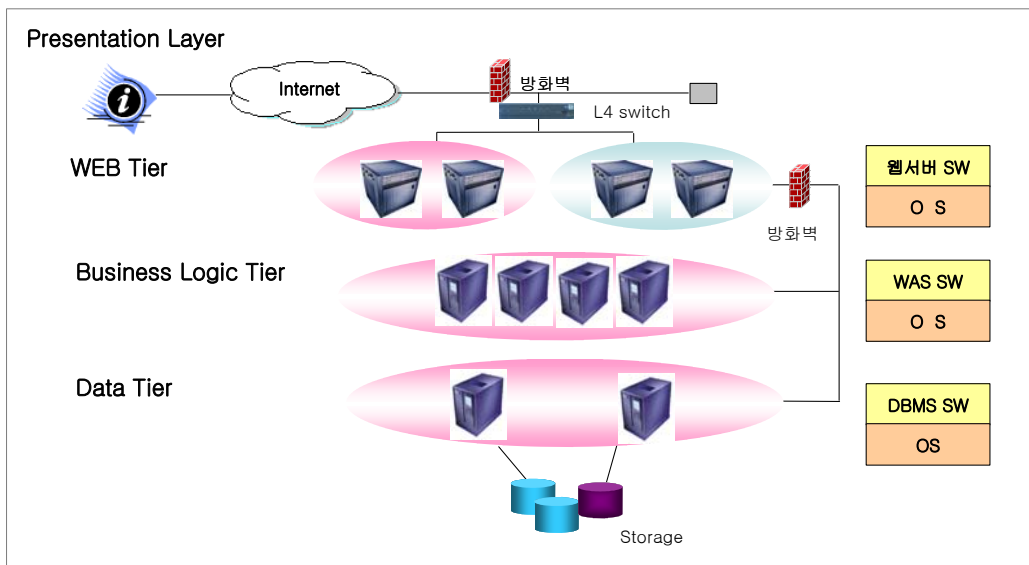 Presentation Layer
Internet
방화벽
L4 switch
WEB Tier
웹서버 SW
O S
방화벽
Business Logic Tier
WAS SW
O S
Data Tier
DBMS SW
OS
Storage